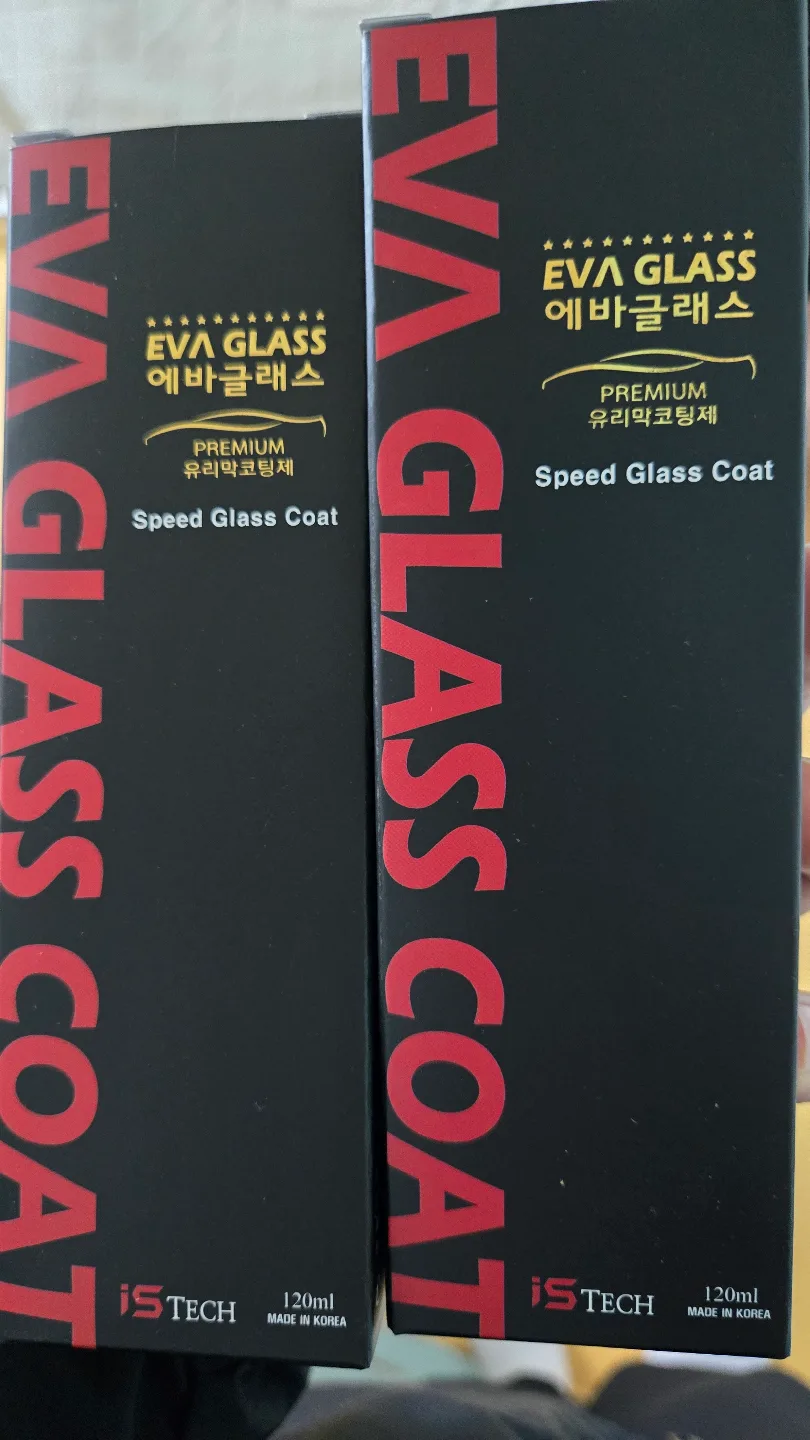 EVA GLASS COAT
EVA GLASS
에바글래스
PREMIUM
유리막코팅제
Speed Glass Coat
iS TECH
120ml
MADE IN KOREA
EVA GLASS COAT
EVA GLASS
에바글래스
PREMIUM
유리막코팅제
Speed Glass Coat
iS TECH
120ml
MADE IN KOREA